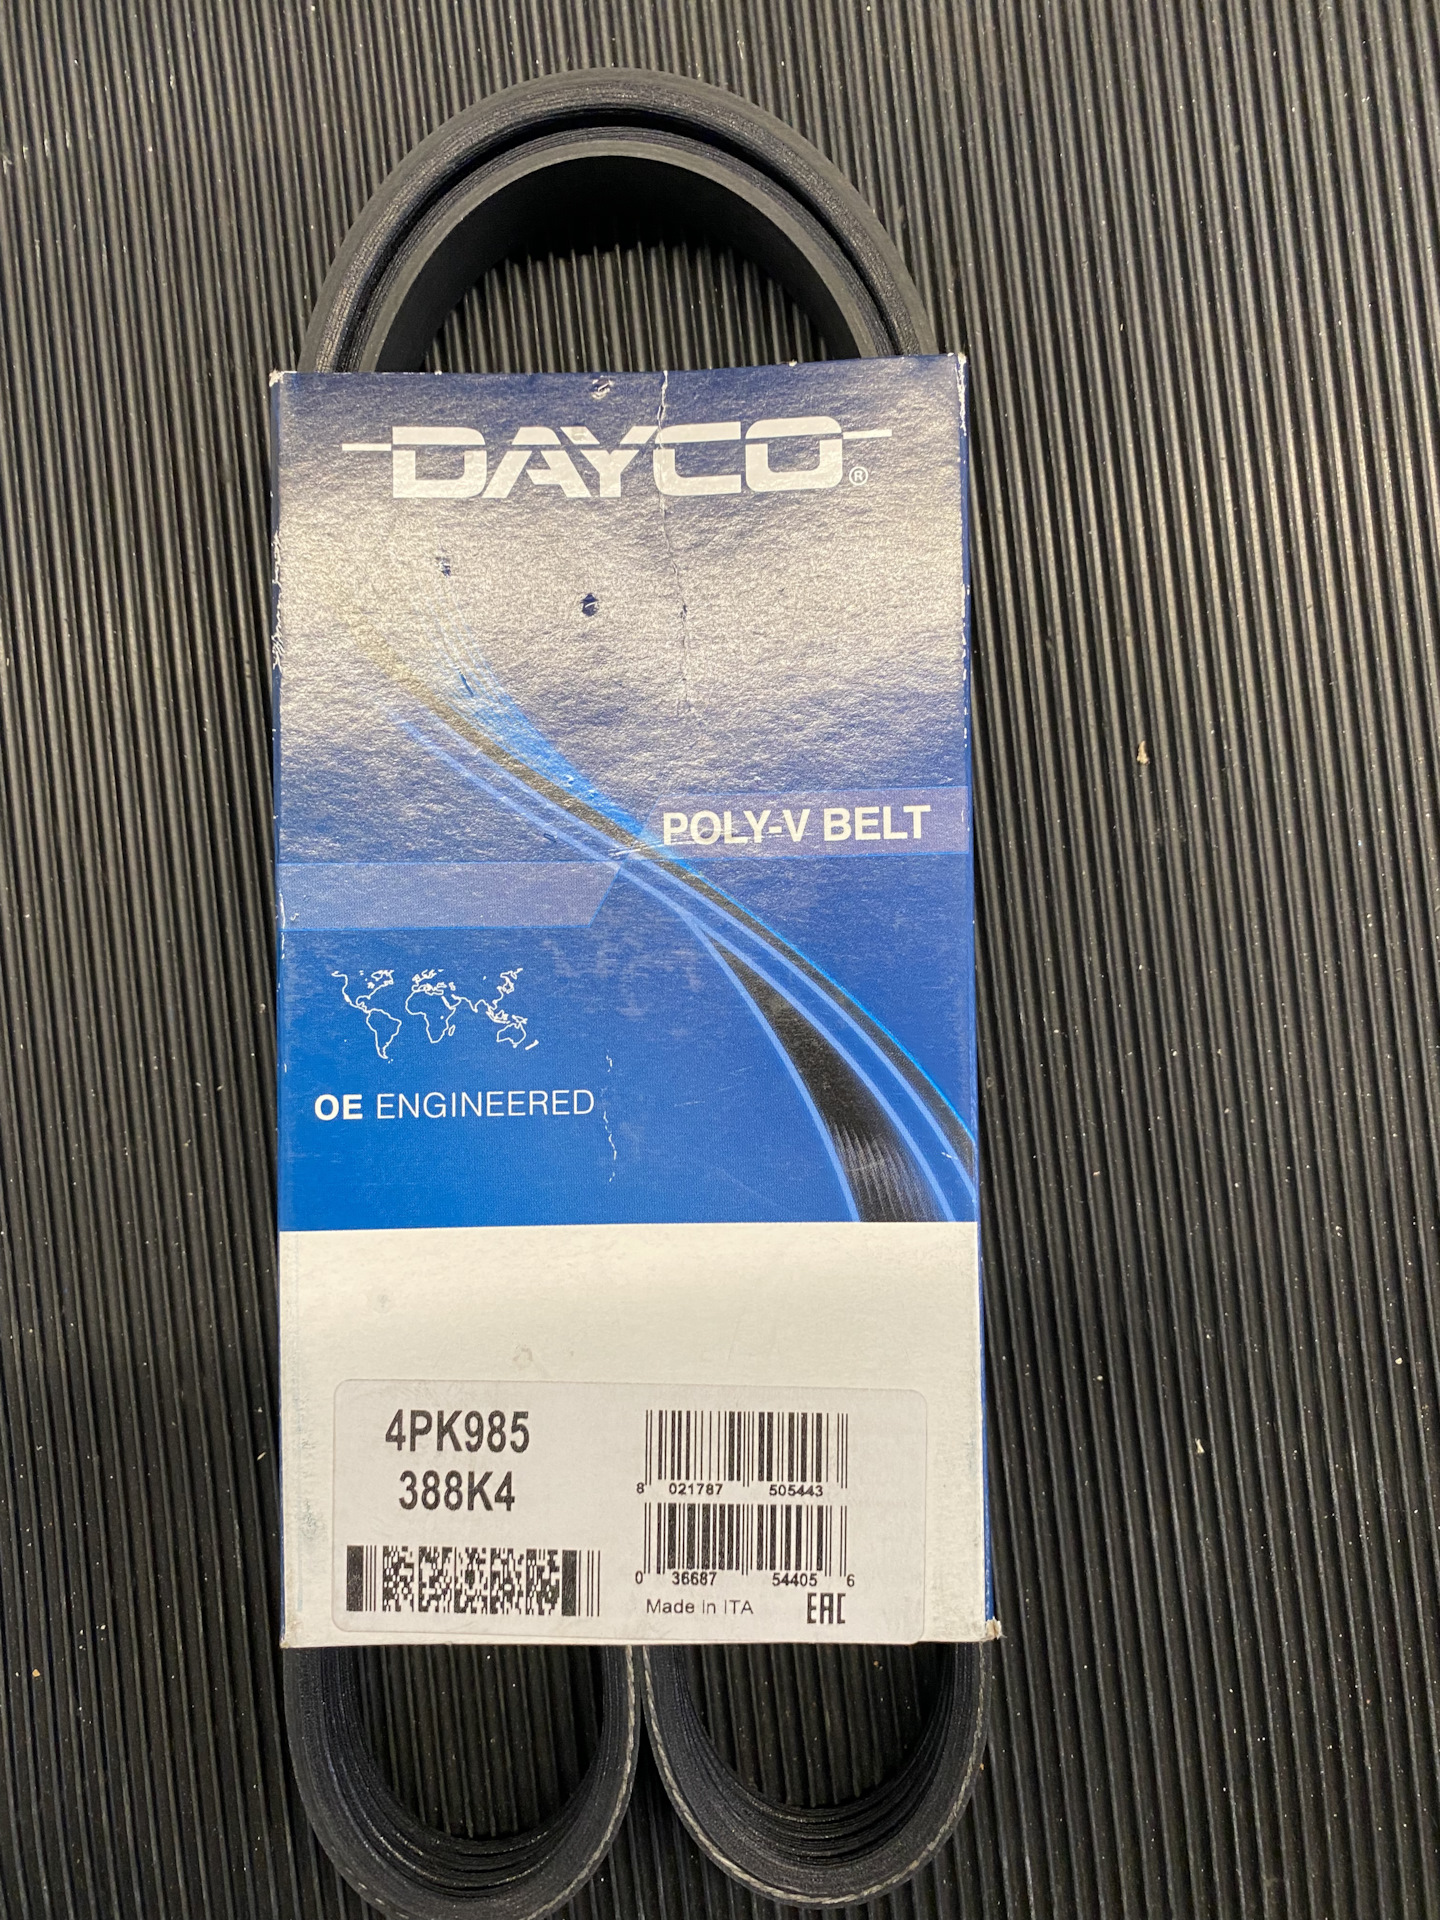 DAYCO®
POLY-V BELT
OE ENGINEERED
4PK985
388K4
8 021787 505443
0 36687 54405 6
Made in ITA
EAC